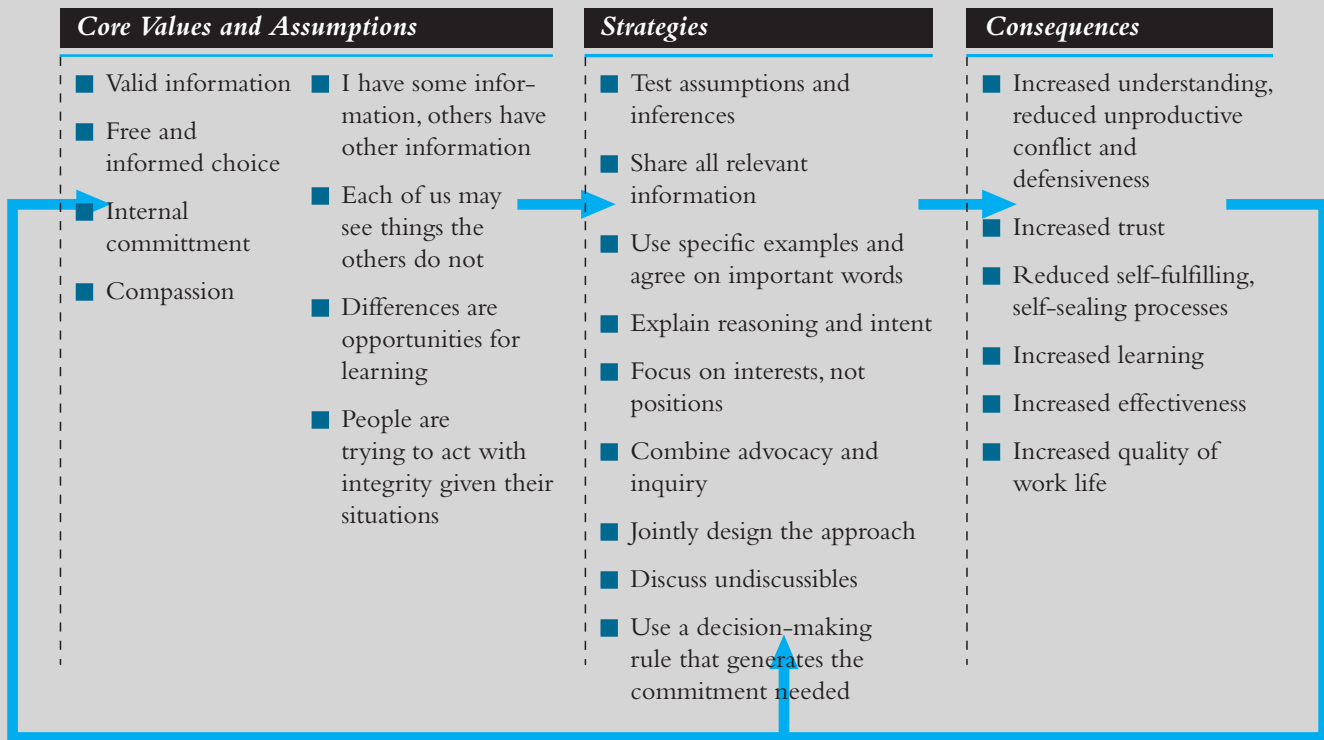 Core Values and Assumptions
Valid information
Free and
informed choice
Internal
committment
Compassion
I have some infor-
mation, others have
other information
Each of us may
see things the
others do not
Differences are
opportunities for
learning
People are
trying to act with
integrity given their
situations
Strategies
Test assumptions and
inferences
Share all relevant
information
Use specific examples and
agree on important words
Explain reasoning and intent
Focus on interests, not
positions
Combine advocacy and
inquiry
Jointly design the approach
Discuss undiscussibles
Use a decision-making
rule that generates the
commitment needed
Consequences
Increased understanding,
reduced unproductive
conflict and
defensiveness
Increased trust
Reduced self-fulfilling,
self-sealing processes
Increased learning
Increased effectiveness
Increased quality of
work life